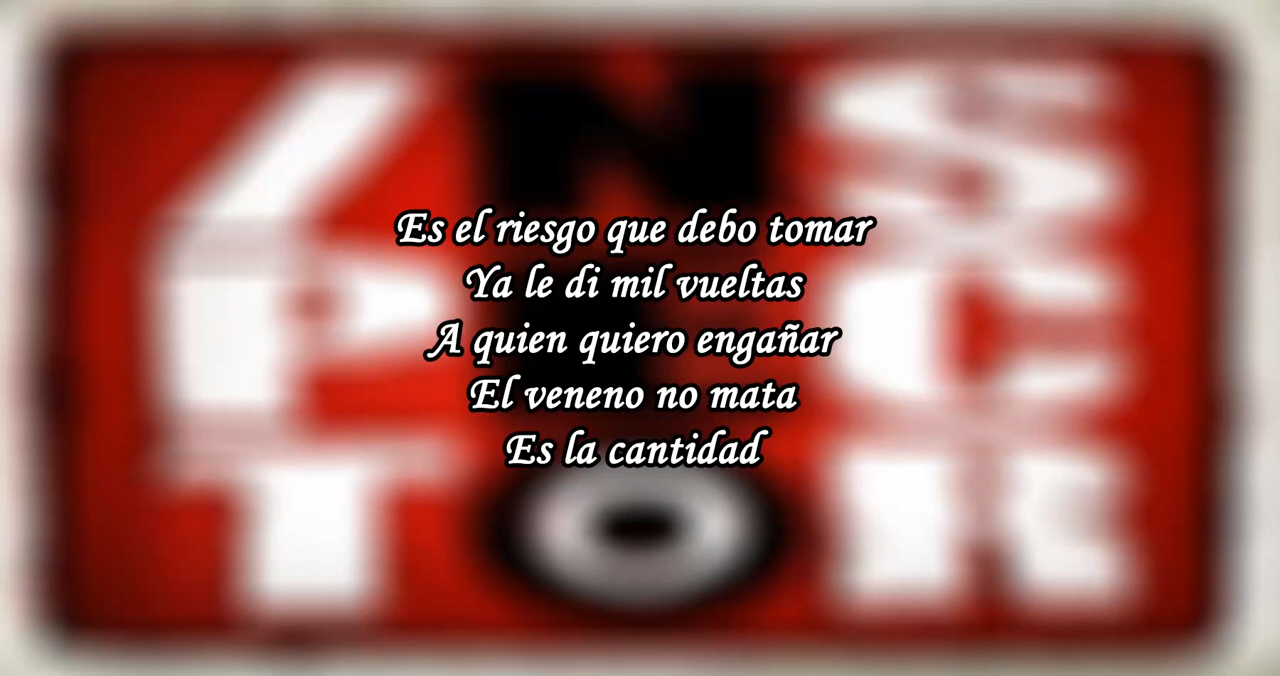 Es el riesgo que debo tomar
Ya le di mil vueltas
A quien quiero engañar
El veneno no mata
Es la cantidad